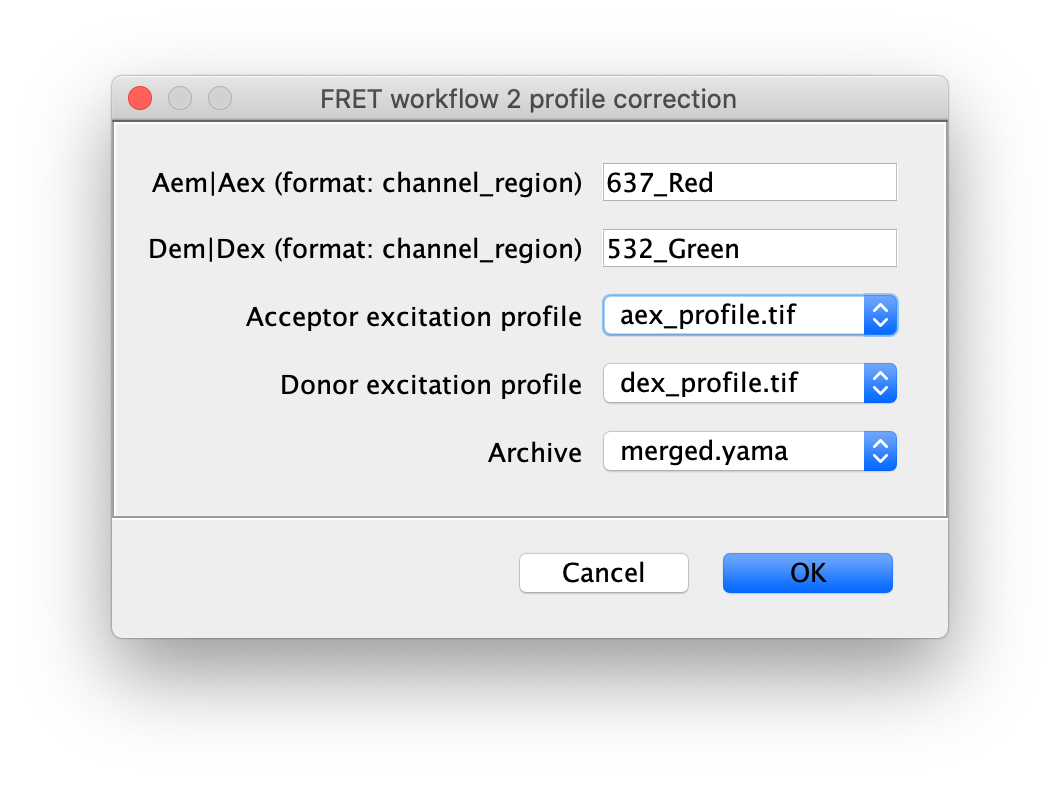 FRET workflow 2 profile correction
Aem|Aex (format: channel_region) 637_Red
Dem|Dex (format: channel_region) 532_Green
Acceptor excitation profile aex_profile.tif
Donor excitation profile dex_profile.tif
Archive merged.yama
Cancel OK